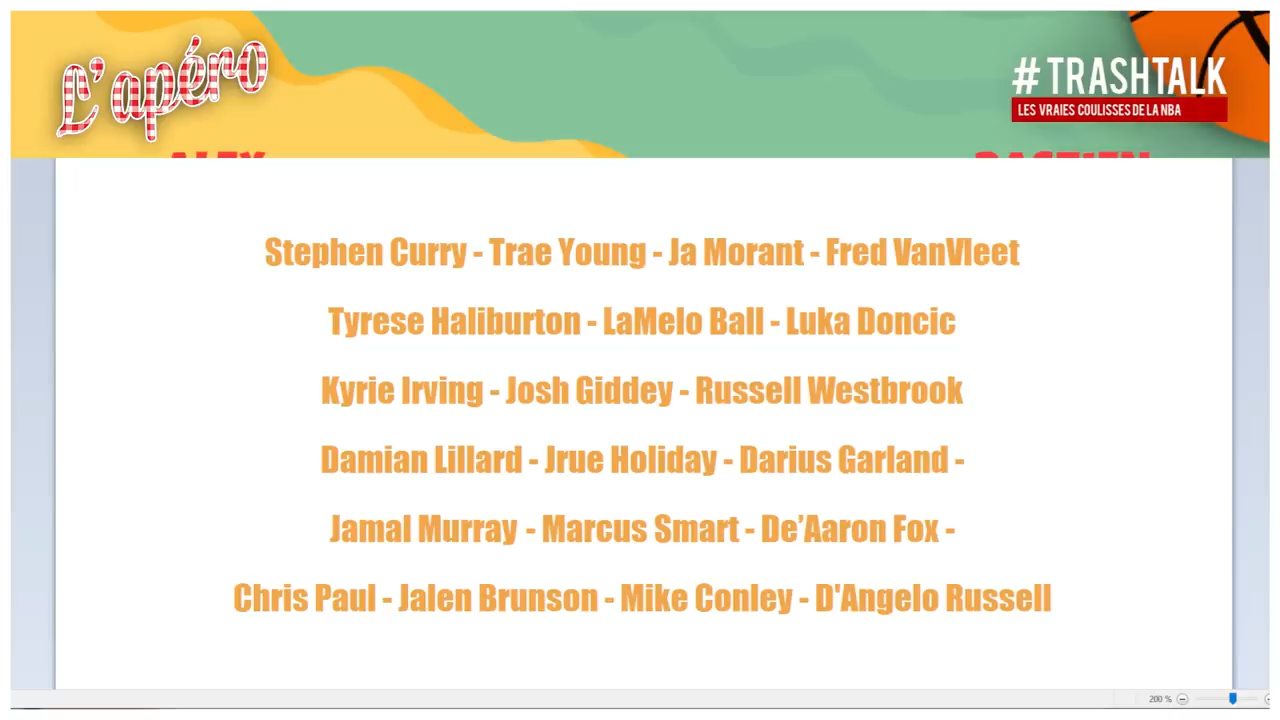 L'apéro
#TRASHTALK
LES VRAIES COULISSES DE LA NBA
Stephen Curry - Trae Young - Ja Morant - Fred VanVleet
Tyrese Haliburton - LaMelo Ball - Luka Doncic
Kyrie Irving - Josh Giddey - Russell Westbrook
Damian Lillard - Jrue Holiday - Darius Garland -
Jamal Murray - Marcus Smart - De’Aaron Fox -
Chris Paul - Jalen Brunson - Mike Conley - D'Angelo Russell
200 %